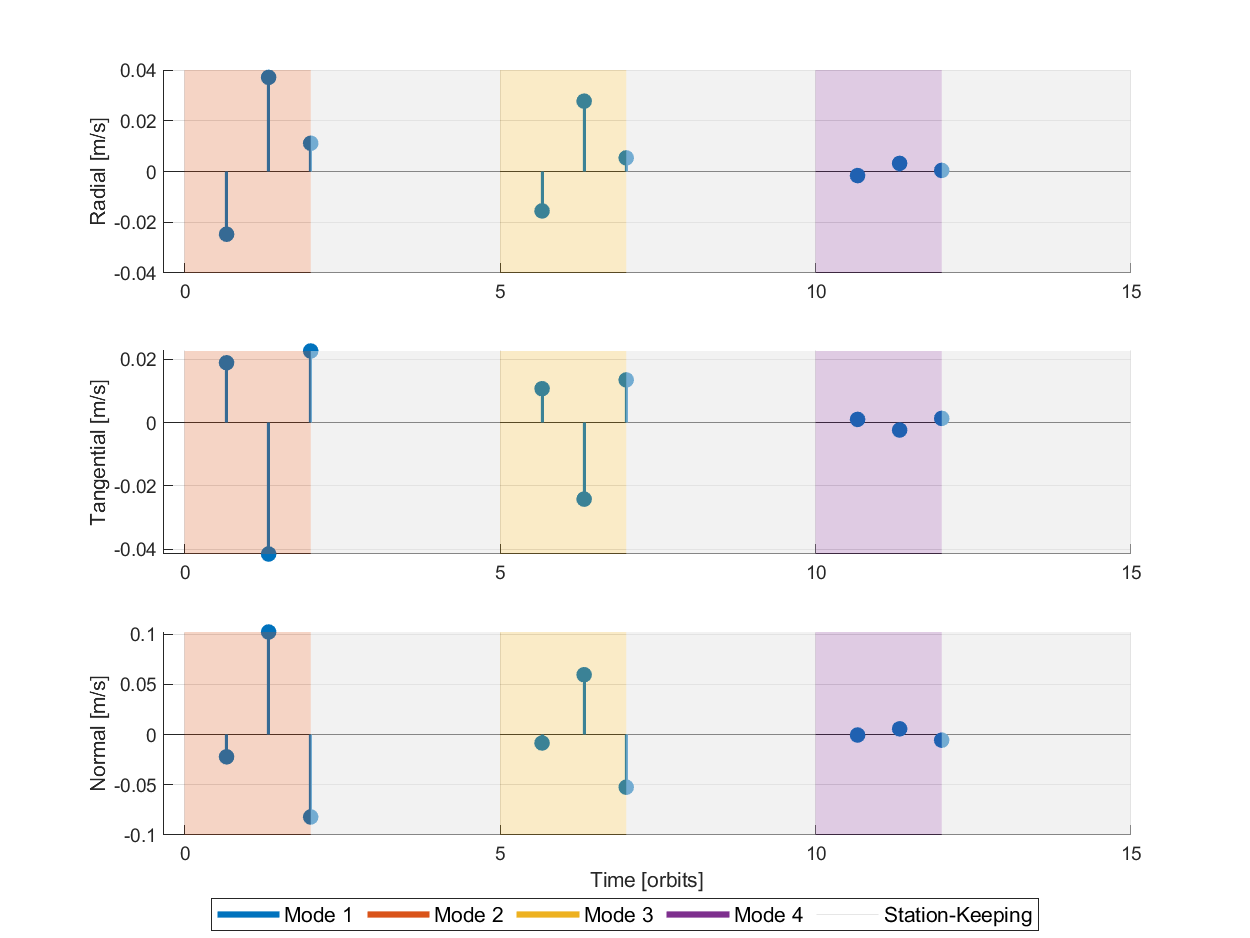 0.04
0.02
0
-0.02
-0.04
Radial [m/s]
0 5 10 15
0.02
0
-0.02
-0.04
Tangential [m/s]
0 5 10 15
0.1
0.05
0
-0.05
-0.1
Normal [m/s]
0 5 10 15
Time [orbits]
Mode 1 Mode 2 Mode 3 Mode 4 Station-Keeping